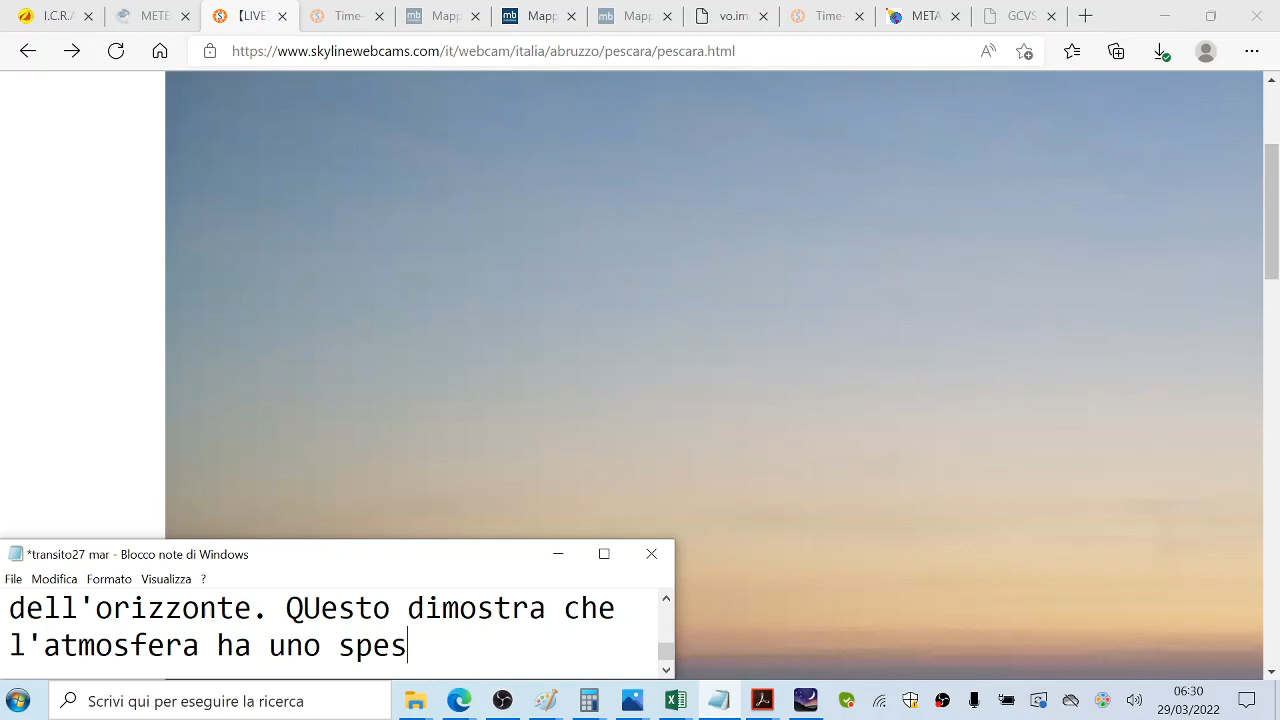 I.C.R.
METE
【LIVE
Time-
Mapp
Mapp
Mapp
vo.im
Time-
META
GCVS
https://www.skylinewebcams.com/it/webcam/italia/abruzzo/pescara/pescara.html
*transito27 mar - Blocco note di Windows
File Modifica Formato Visualizza ?
dell'orizzonte. QUesto dimostra che
l'atmosfera ha uno spes
Scrivi qui per eseguire la ricerca
06:30
29/03/2022